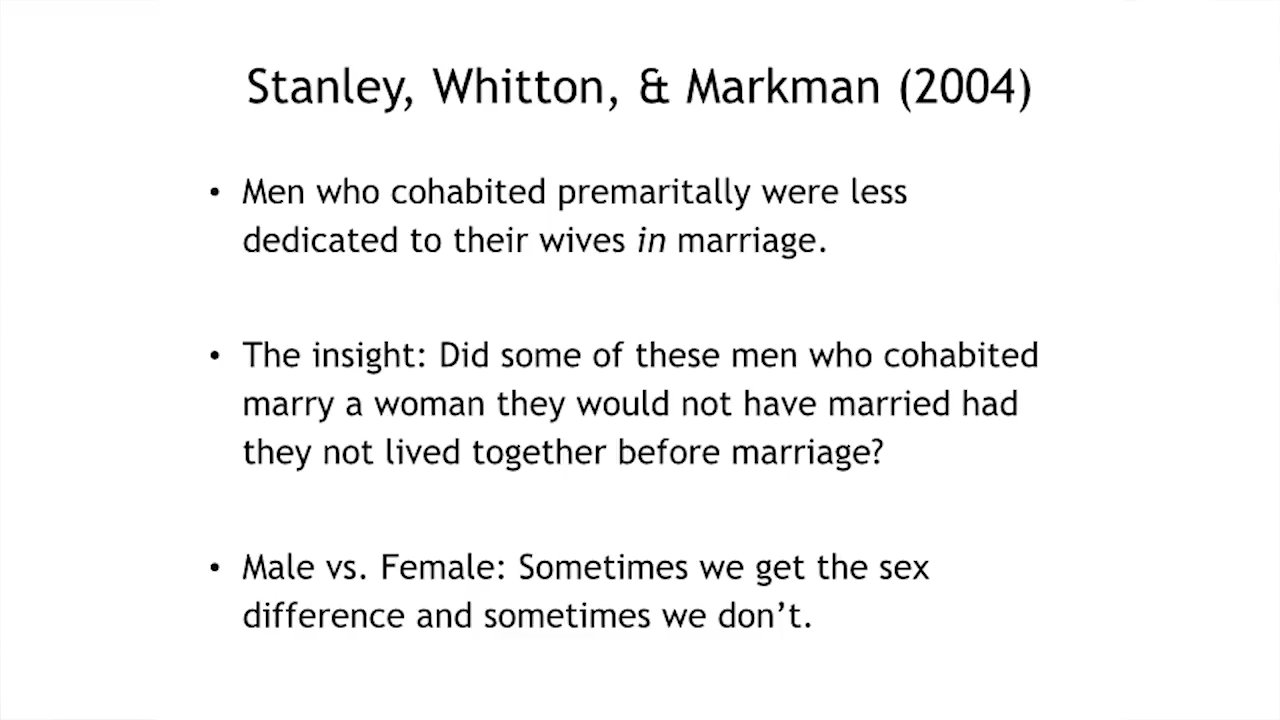 Stanley, Whitton, & Markman (2004)
• Men who cohabited premaritally were less
dedicated to their wives in marriage.
• The insight: Did some of these men who cohabited
marry a woman they would not have married had
they not lived together before marriage?
• Male vs. Female: Sometimes we get the sex
difference and sometimes we don’t.